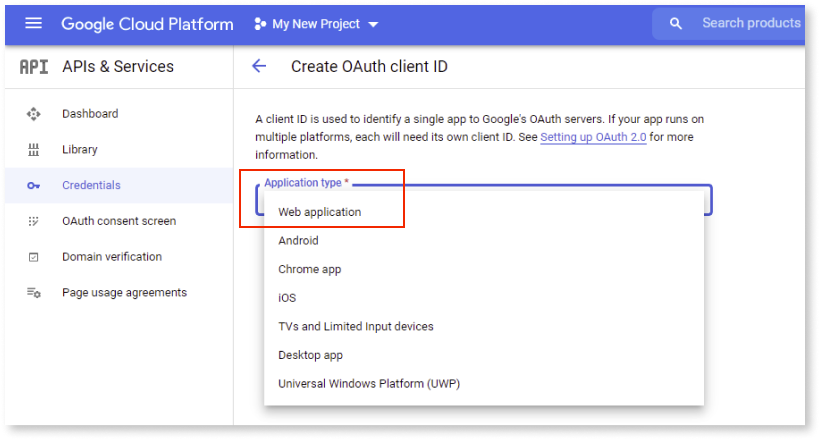 Google Cloud Platform
My New Project
Search products
API
APIs & Services
Create OAuth client ID
Dashboard
Library
Credentials
OAuth consent screen
Domain verification
Page usage agreements
A client ID is used to identify a single app to Google's OAuth servers. If your app runs on
multiple platforms, each will need its own client ID. See Setting up OAuth 2.0 for more
information.
Application type *
Web application
Android
Chrome app
iOS
TVs and Limited Input devices
Desktop app
Universal Windows Platform (UWP)